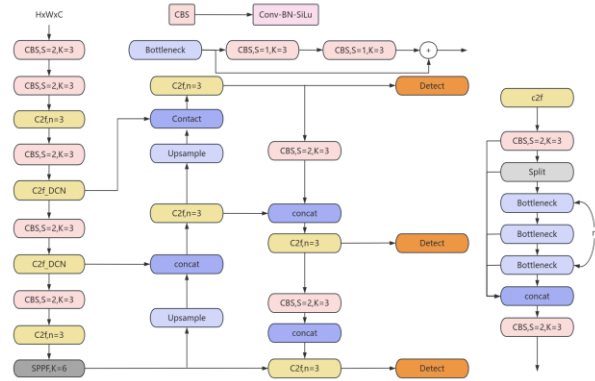 HxWxC
CBS,S=2,K=3
CBS,S=2,K=3
C2f,n=3
CBS,S=2,K=3
C2f_DCN
CBS,S=2,K=3
C2f_DCN
CBS,S=2,K=3
C2f,n=3
SPPF,K=6
CBS
Conv-BN-SiLu
Bottleneck
CBS,S=1,K=3
CBS,S=1,K=3
+
C2f,n=3
Contact
Upsample
C2f,n=3
concat
Upsample
Detect
CBS,S=2,K=3
concat
C2f,n=3
Detect
CBS,S=2,K=3
concat
C2f,n=3
Detect
c2f
CBS,S=2,K=3
Split
Bottleneck
Bottleneck
Bottleneck
concat
CBS,S=2,K=3